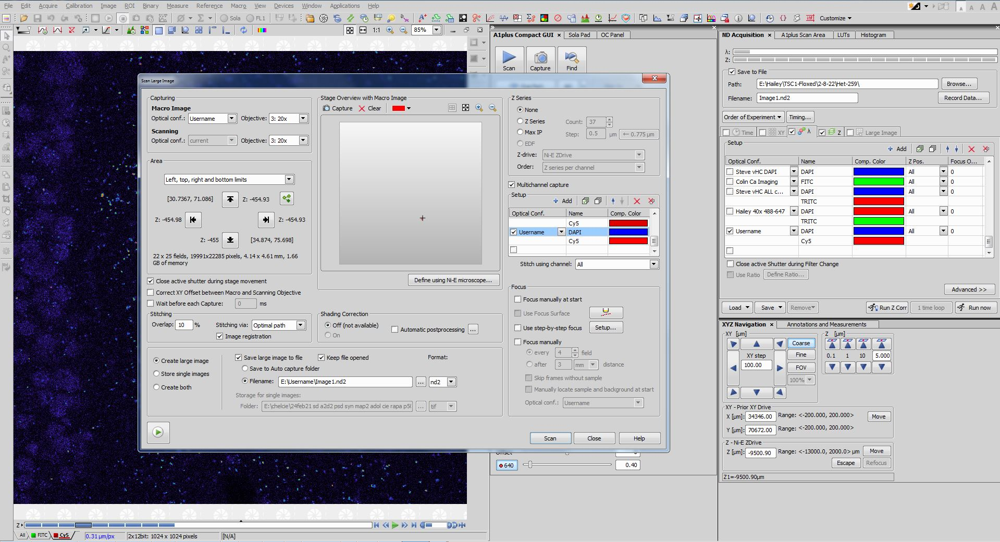 File Edit Acquire Calibration Image ROI Binary Measure Reference Macro View Devices Window Applications Help
Sola FL1 Customize
1:1 85%
A1plus Compact GUI × Sola Pad OC Panel
Scan Capture Find
Scan Large Image
Capturing
Macro Image
Optical conf.: Username Objective: 3: 20x
Scanning
Optical conf.: current Objective: 3: 20x
Area
Left, top, right and bottom limits
[30.7367, 71.086] Z: -454.93
Z: -454.98 Z: -454.93
Z: -455 [34.874, 75.698]
22 x 25 fields, 19991x22285 pixels, 4.14 x 4.61 mm, 1.66
GB of memory
Close active shutter during stage movement
Correct XY Offset between Macro and Scanning Objective
Wait before each Capture: 0 ms
Stitching
Overlap: 10 % Stitching via: Optimal path
Image registration
Stage Overview with Macro Image
Capture Clear
Define using Ni-E microscope...
Shading Correction
Off (not available)
On
Automatic postprocessing ...
Create large image
Store single images
Create both
Save large image to file Keep file opened Format:
Save to Auto capture folder
Filename: E:\Username\Image1.nd2 ... nd2
Storage for single images:
Folder: E:\chelcie\24feb21 sd a2d2 psd syn map2 adol cie rapa p50 ... tif
Z Series
None
Z Series Count: 37
Max IP Step: 0.5 µm <- 0.775 µm
EDF
Z-drive: Ni-E ZDrive
Order: Z series per channel
Multichannel capture
Setup
Add
Optical Conf. Name Comp. Color
Cy5
Username DAPI
Cy5
Stitch using channel: All
Focus
Focus manually at start
Use Focus Surface
Use step-by-step focus Setup...
Focus manually
every 4 field
after 3 mm distance
Skip frames without sample
Manually locate sample and background at start
Optical conf.: Username
Scan Close Help
640 0.40
ND Acquisition × A1plus Scan Area LUTs Histogram
λ:
Z:
Save to File
Path: E:\Hailey\TSC1-Floxed\2-8-22\Het-259\ Browse...
Filename: Image1.nd2 Record Data...
Order of Experiment Timing...
Time XY λ Z Large Image
Setup
Add
Optical Conf. Name Comp. Color Z Pos. Focus O...
Steve vHC DAPI DAPI All 0
Colin Ca Imaging FITC All 0
Steve vHC ALL c... DAPI All 0
TRITC
Hailey 40x 488-647 DAPI All 0
TRITC
Username DAPI All 0
Cy5
Close active Shutter during Filter Change
Use Ratio Define Ratio...
Advanced >>
Load Save Remove Run Z Corr 1 time loop Run now
XYZ Navigation × Annotations and Measurements
XY [µm] Z [µm]
Coarse
XY step Fine 0.1 1 10 5.000
100.00
FOV
100%
XY - Prior XY Drive
X [µm]: 34346.00 Range: <-200.000, 200.000> Move
Y [µm]: 70672.00 Range: <-200.000, 200.000>
Z - Ni-E ZDrive
Z [µm]: -9500.90 Range: <-13000.0, 2000.0> µm Move
Escape Refocus
Z1=-9500.90µm
Z
All FITC Cy5 0.31 µm/px 2x12bit: 1024 x 1024 pixels [N/A]